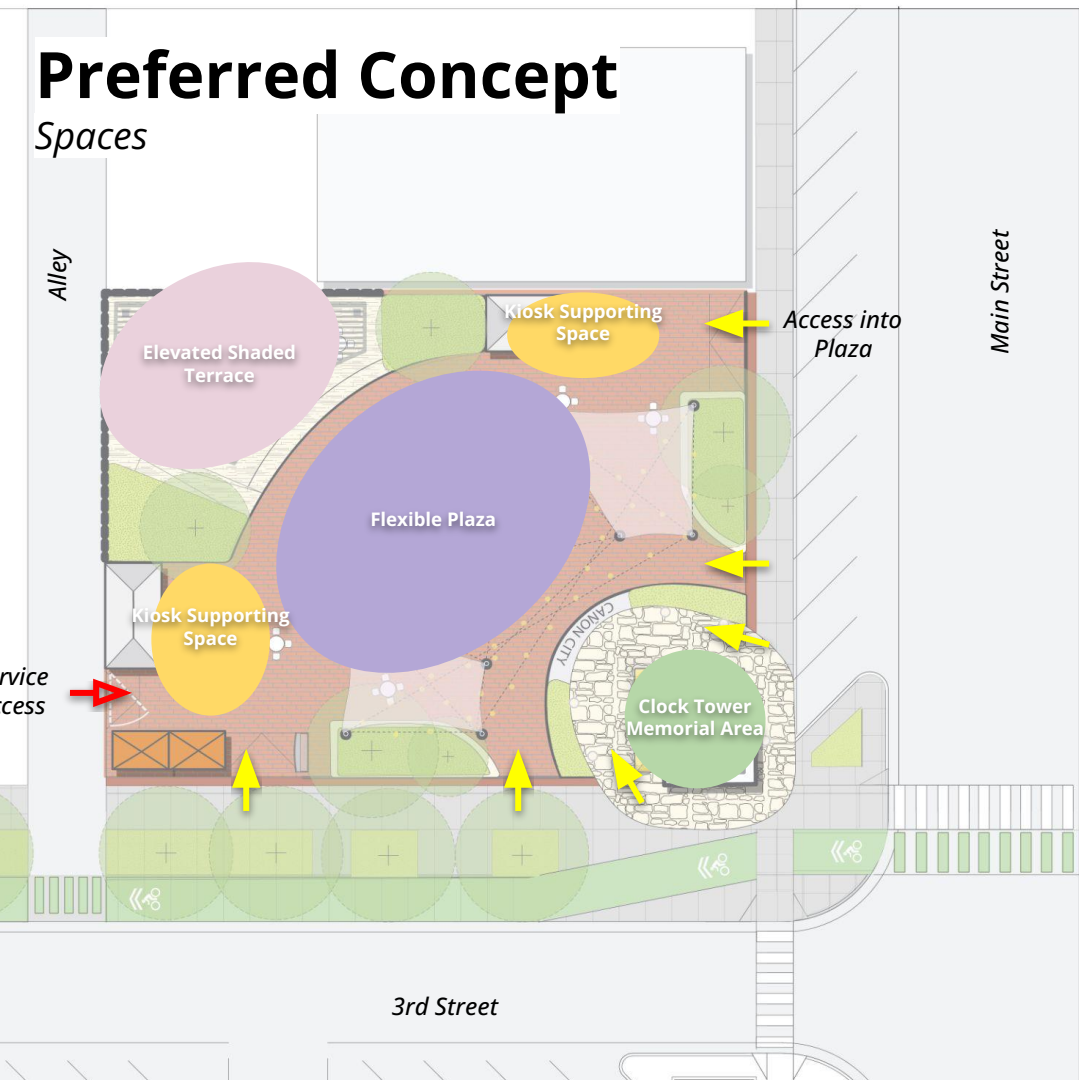 Preferred Concept
Spaces
Alley
Main Street
Kiosk Supporting
Space
Access into
Plaza
Elevated Shaded
Terrace
Flexible Plaza
Kiosk Supporting
Space
CANON CITY
rvice
cess
Clock Tower
Memorial Area
3rd Street